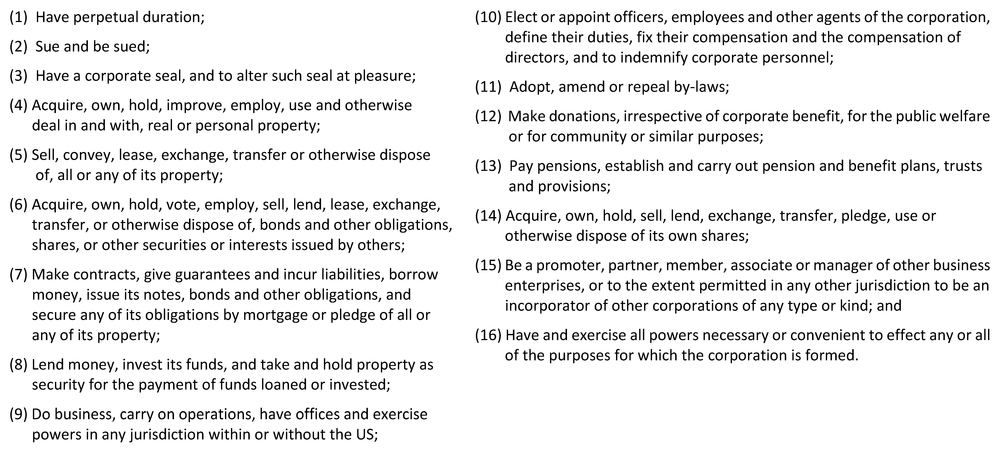 (1) Have perpetual duration;
(2) Sue and be sued;
(3) Have a corporate seal, and to alter such seal at pleasure;
(4) Acquire, own, hold, improve, employ, use and otherwise
deal in and with, real or personal property;
(5) Sell, convey, lease, exchange, transfer or otherwise dispose
of, all or any of its property;
(6) Acquire, own, hold, vote, employ, sell, lend, lease, exchange,
transfer, or otherwise dispose of, bonds and other obligations,
shares, or other securities or interests issued by others;
(7) Make contracts, give guarantees and incur liabilities, borrow
money, issue its notes, bonds and other obligations, and
secure any of its obligations by mortgage or pledge of all or
any of its property;
(8) Lend money, invest its funds, and take and hold property as
security for the payment of funds loaned or invested;
(9) Do business, carry on operations, have offices and exercise
powers in any jurisdiction within or without the US;
(10) Elect or appoint officers, employees and other agents of the corporation,
define their duties, fix their compensation and the compensation of
directors, and to indemnify corporate personnel;
(11) Adopt, amend or repeal by-laws;
(12) Make donations, irrespective of corporate benefit, for the public welfare
or for community or similar purposes;
(13) Pay pensions, establish and carry out pension and benefit plans, trusts
and provisions;
(14) Acquire, own, hold, sell, lend, exchange, transfer, pledge, use or
otherwise dispose of its own shares;
(15) Be a promoter, partner, member, associate or manager of other business
enterprises, or to the extent permitted in any other jurisdiction to be an
incorporator of other corporations of any type or kind; and
(16) Have and exercise all powers necessary or convenient to effect any or all
of the purposes for which the corporation is formed.